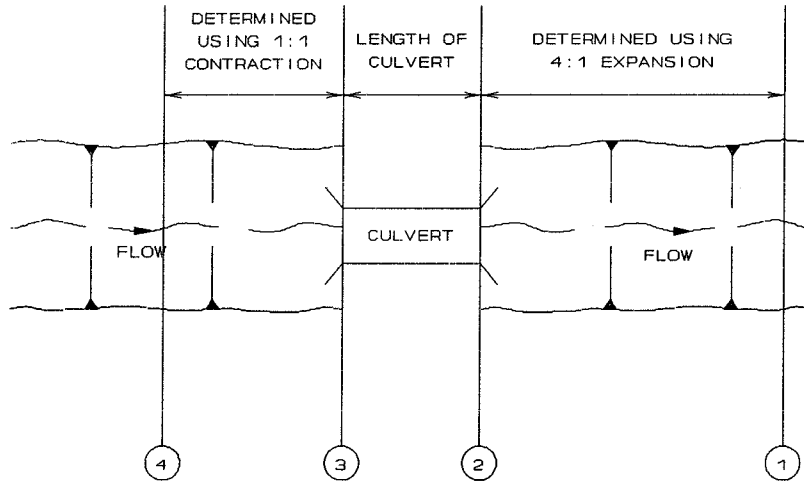 DETERMINED
USING 1:1
CONTRACTION
LENGTH OF
CULVERT
DETERMINED USING
4:1 EXPANSION
CULVERT
FLOW
FLOW
4
3
2
1